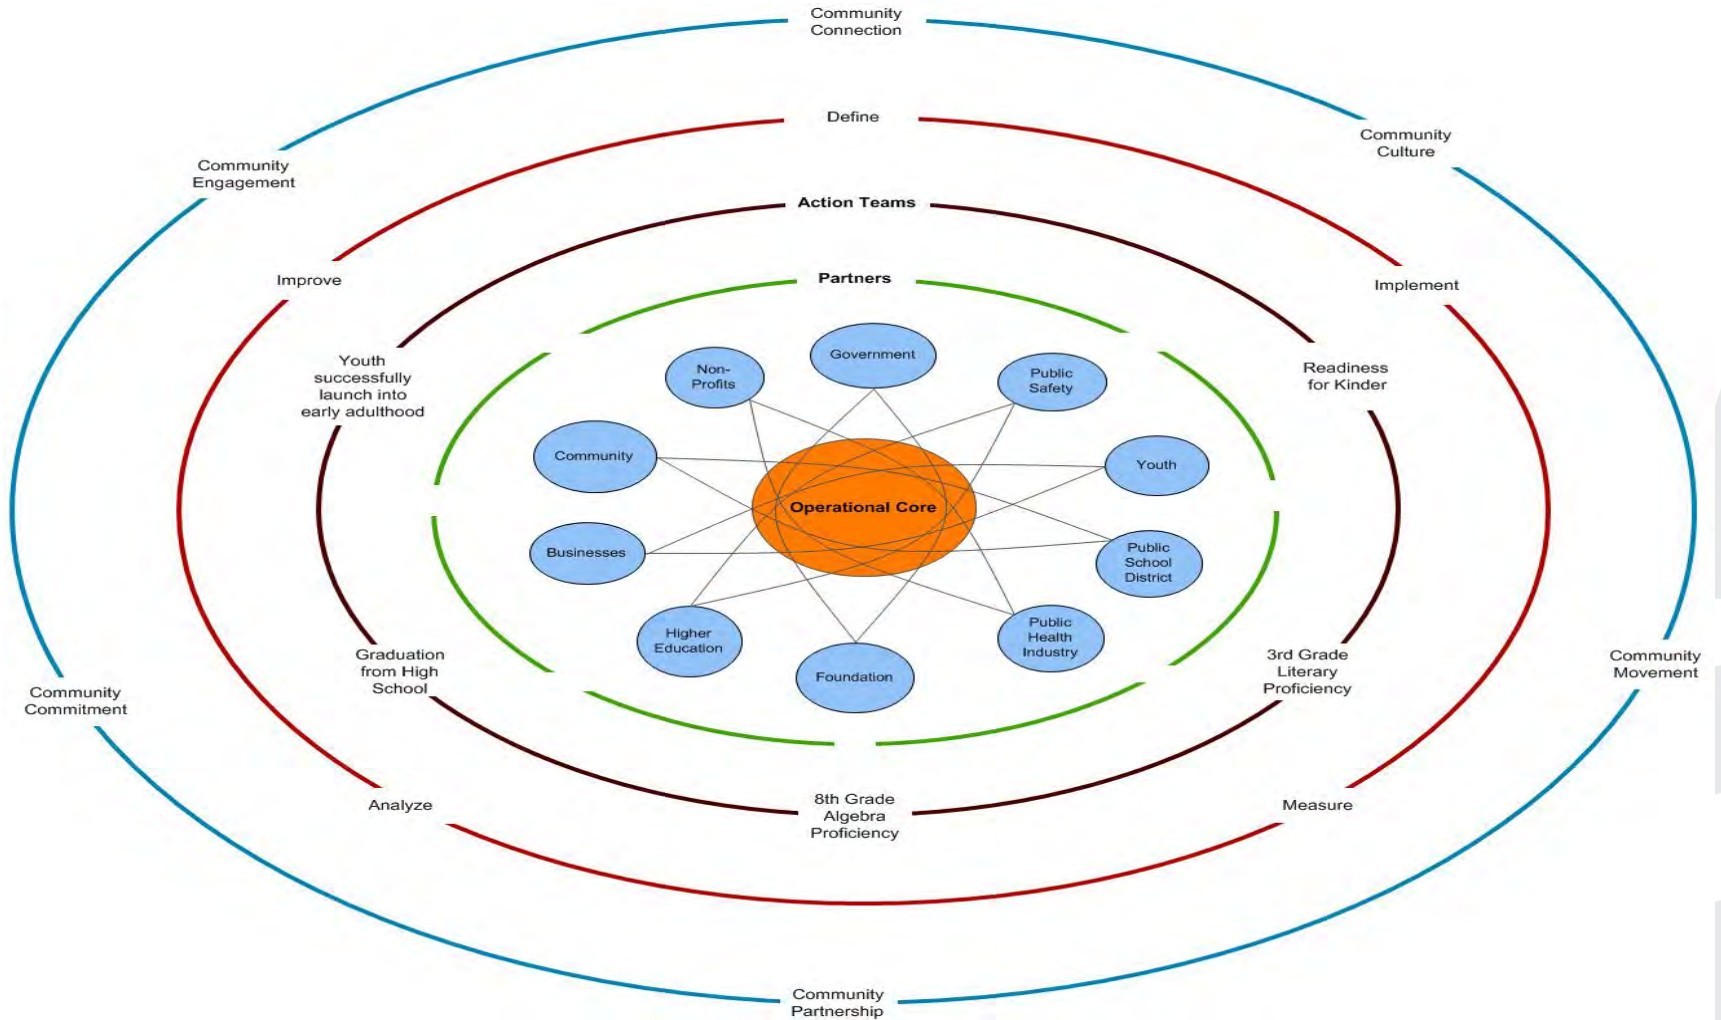 Community
Connection
Define
Community
Culture
Community
Engagement
Action Teams
Improve
Partners
Implement
Youth
successfully
launch into
early adulthood
Non-
Profits
Government
Public
Safety
Readiness
for Kinder
Community
Youth
Operational Core
Businesses
Public
School
District
Higher
Education
Foundation
Public
Health
Industry
Graduation
from High
School
3rd Grade
Literary
Proficiency
Community
Movement
Community
Commitment
Analyze
8th Grade
Algebra
Proficiency
Measure
Community
Partnership